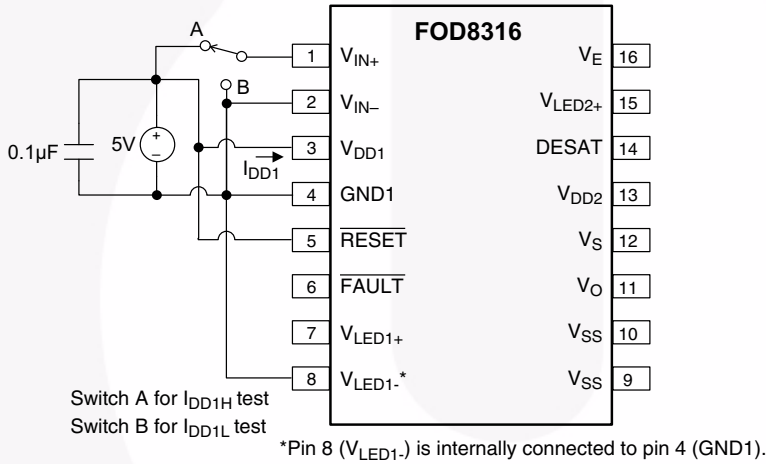 FOD8316
A
B
0.1µF
5V
+
–
I_DD1
1 V_IN+
2 V_IN–
3 V_DD1
4 GND1
5 RESET
6 FAULT
7 V_LED1+
8 V_LED1-*
V_E 16
V_LED2+ 15
DESAT 14
V_DD2 13
V_S 12
V_O 11
V_SS 10
V_SS 9
Switch A for I_DD1H test
Switch B for I_DD1L test
*Pin 8 (V_LED1-) is internally connected to pin 4 (GND1).